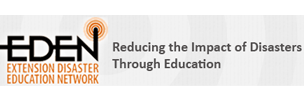 EDEN
EXTENSION DISASTER
EDUCATION NETWORK
Reducing the Impact of Disasters
Through Education